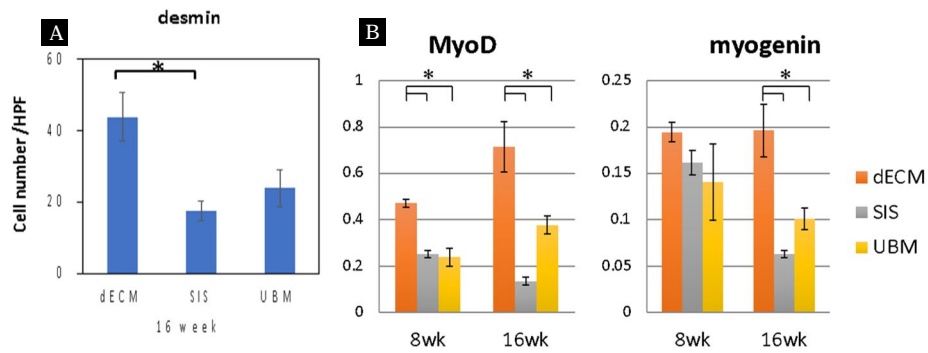 A
desmin
*
Cell number/HPF
60
40
20
0
dECM SIS UBM
16 week
B
MyoD
* *
1
0.8
0.6
0.4
0.2
0
8wk 16wk
myogenin
*
0.25
0.2
0.15
0.1
0.05
0
8wk 16wk
dECM
SIS
UBM